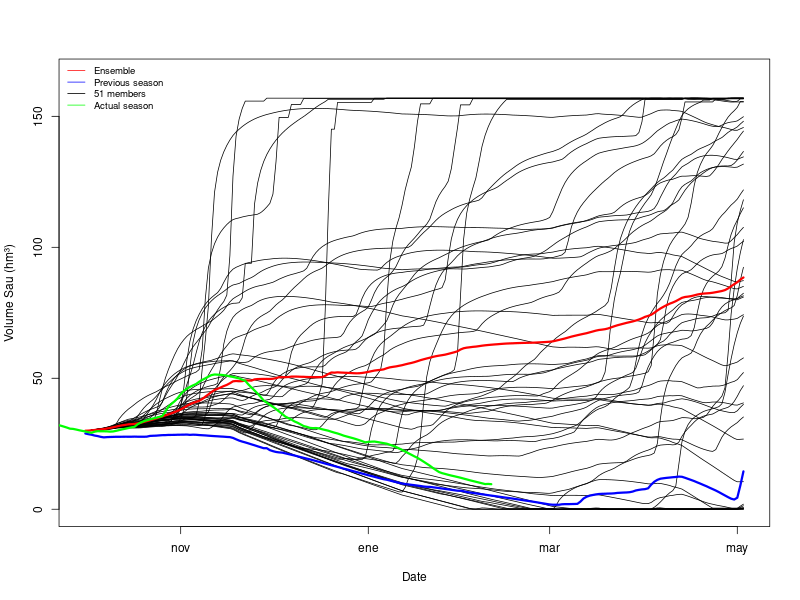 Ensemble
Previous season
51 members
Actual season
Volume Sau (hm³)
150
100
50
0
nov
ene
mar
may
Date